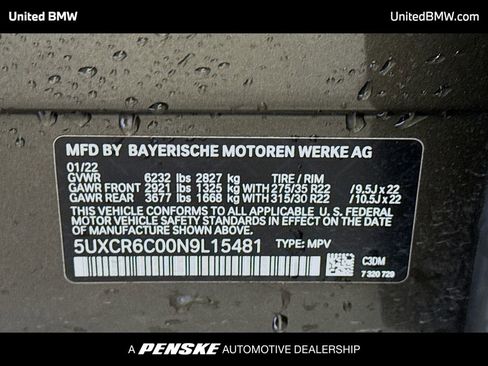 United BMW UnitedBMW.com
MFD BY BAYERISCHE MOTOREN WERKE AG
01/22
GVWR 6232 lbs 2827 kg TIRE / RIM
GAWR FRONT 2921 lbs 1325 kg WITH 275/35 R22 / 9.5J x 22
GAWR REAR 3677 lbs 1668 kg WITH 315/30 R22 / 10.5J x 22
THIS VEHICLE CONFORMS TO ALL APPLICABLE U. S. FEDERAL
MOTOR VEHICLE SAFETY STANDARDS IN EFFECT ON THE DATE
OF MANUFACTURE SHOWN ABOVE.
5UXCR6C00N9L15481 TYPE: MPV
C3DM
7 320 729
A PENSKE AUTOMOTIVE DEALERSHIP